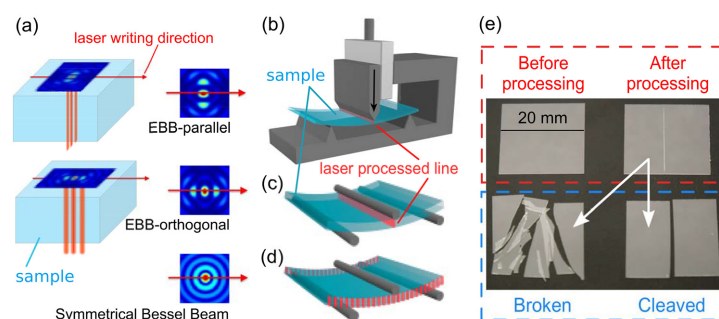 (a)
laser writing direction
EBB-parallel
EBB-orthogonal
sample
Symmetrical Bessel Beam
(b)
sample
laser processed line
(c)
(d)
(e)
Before
processing
After
processing
20 mm
Broken
Cleaved